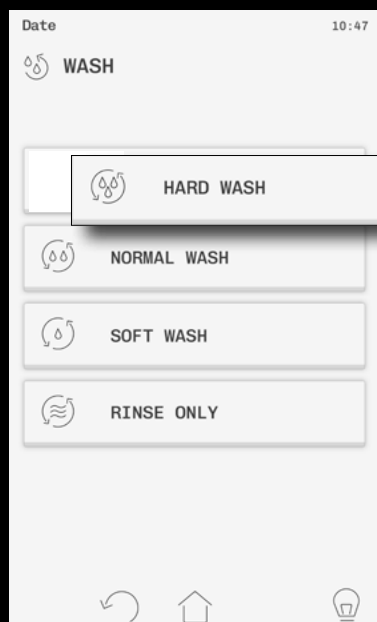 Date 10:47
WASH
HARD WASH
NORMAL WASH
SOFT WASH
RINSE ONLY